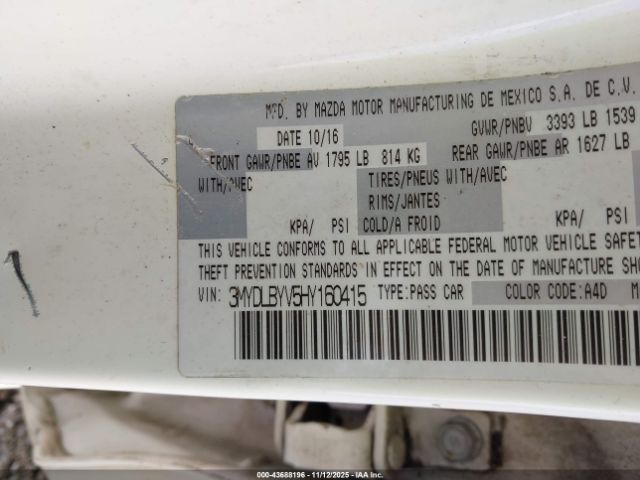 MFD. BY MAZDA MOTOR MANUFACTURING DE MEXICO S.A. DE C.V.
DATE 10/16 GVWR/PNBV 3393 LB 1539
FRONT GAWR/PNBE AV 1795 LB 814 KG REAR GAWR/PNBE AR 1627 LB
WITH/AVEC TIRES/PNEUS WITH/AVEC
RIMS/JANTES
KPA/ PSI COLD/A FROID KPA/ PSI
THIS VEHICLE CONFORMS TO ALL APPLICABLE FEDERAL MOTOR VEHICLE SAFET
THEFT PREVENTION STANDARDS IN EFFECT ON THE DATE OF MANUFACTURE SHO
VIN: 3MYDLBYV5HY160415 TYPE:PASS CAR COLOR CODE:A4D M
© 43688196 - 11/12/2025 - IAAHOLDINGS, LLC